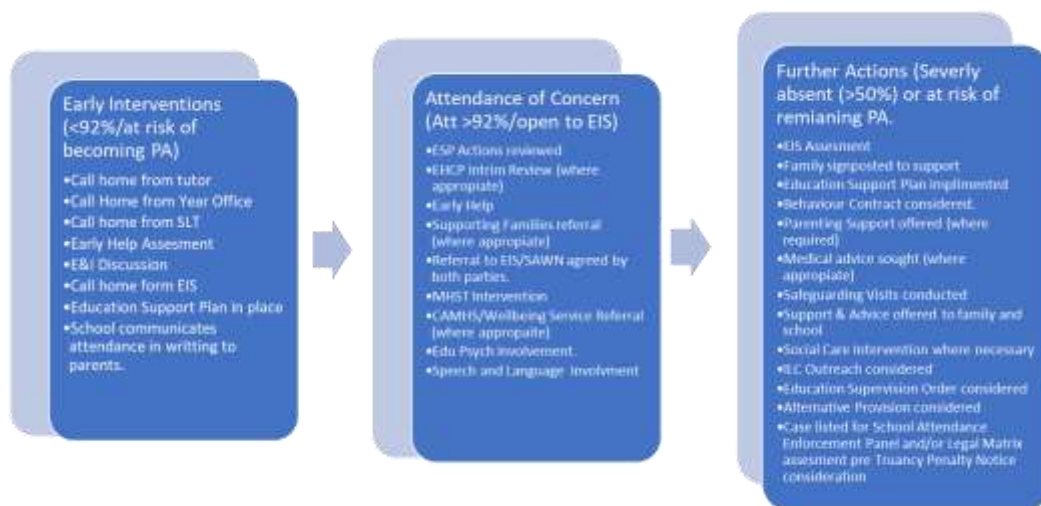 Early Interventions
(<92%/at risk of
becoming PA)
•Call home from tutor
•Call Home from Year Office
•Call home from SLT
•Early Help Assesment
•E&I Discussion
•Call home form EIS
•Education Support Plan in place
•School communicates
attendance in writting to
parents.
Attendance of Concern
(Att >92%/open to EIS)
•ESP Actions reviewed
•EHCP Intrim Review (where
appropiate)
•Early Help
•Supporting Families referral
(where appropiate)
•Referral to EIS/SAWN agreed by
both parties.
•MHST Intervention
•CAMHS/Wellbeing Service Referral
(where appropaite)
•Edu Psych Involvement.
•Speech and Language Involvment
Further Actions (Severly
absent (>50%) or at risk of
remianing PA.
•EIS Assesment
•Family signposted to support
•Education Support Plan implimented
•Behaviour Contract considered.
•Parenting Support offered (where
required)
•Medical advice sought (where
appropiate)
•Safeguarding Visits conducted
•Support & Advice offered to family and
school
•Social Care Intervention where necessary
•ILC Outreach considered
•Education Supervision Order considered
•Alternative Provision considered
•Case listed for School Attendance
Enforcement Panel and/or Legal Matrix
assesment pre Truancy Penalty Notice
consideration